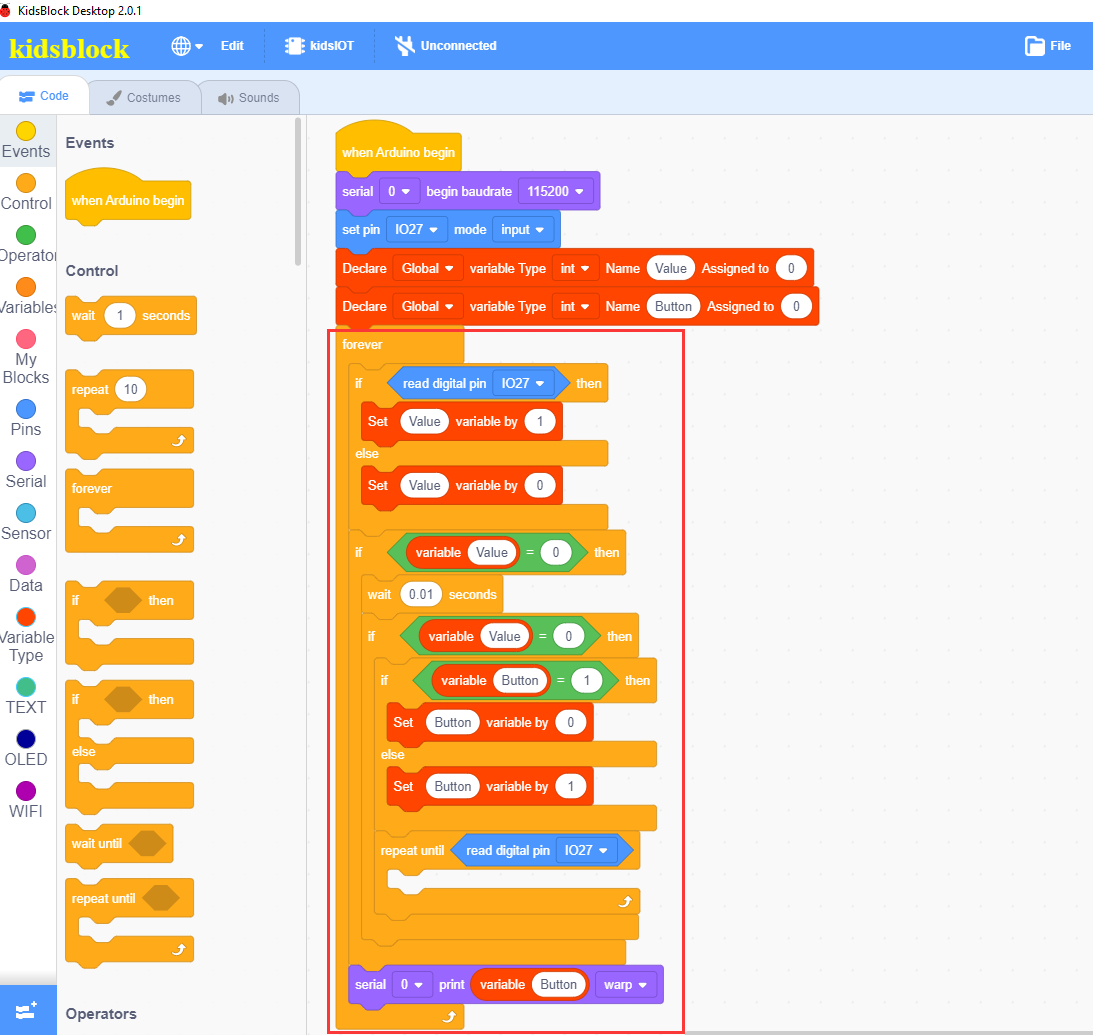 KidsBlock Desktop 2.0.1
kidsblock Edit kidsIOT Unconnected File
Code Costumes Sounds
Events
Control
Operator
Variables
My
Blocks
Pins
Serial
Sensor
Data
Variable
Type
TEXT
OLED
WIFI
Events
when Arduino begin
Control
wait 1 seconds
repeat 10
forever
if then
if then
else
wait until
repeat until
Operators
when Arduino begin
serial 0 begin baudrate 115200
set pin IO27 mode input
Declare Global variable Type int Name Value Assigned to 0
Declare Global variable Type int Name Button Assigned to 0
forever
if read digital pin IO27 then
Set Value variable by 1
else
Set Value variable by 0
if variable Value = 0 then
wait 0.01 seconds
if variable Value = 0 then
if variable Button = 1 then
Set Button variable by 0
else
Set Button variable by 1
repeat until read digital pin IO27
serial 0 print variable Button warp